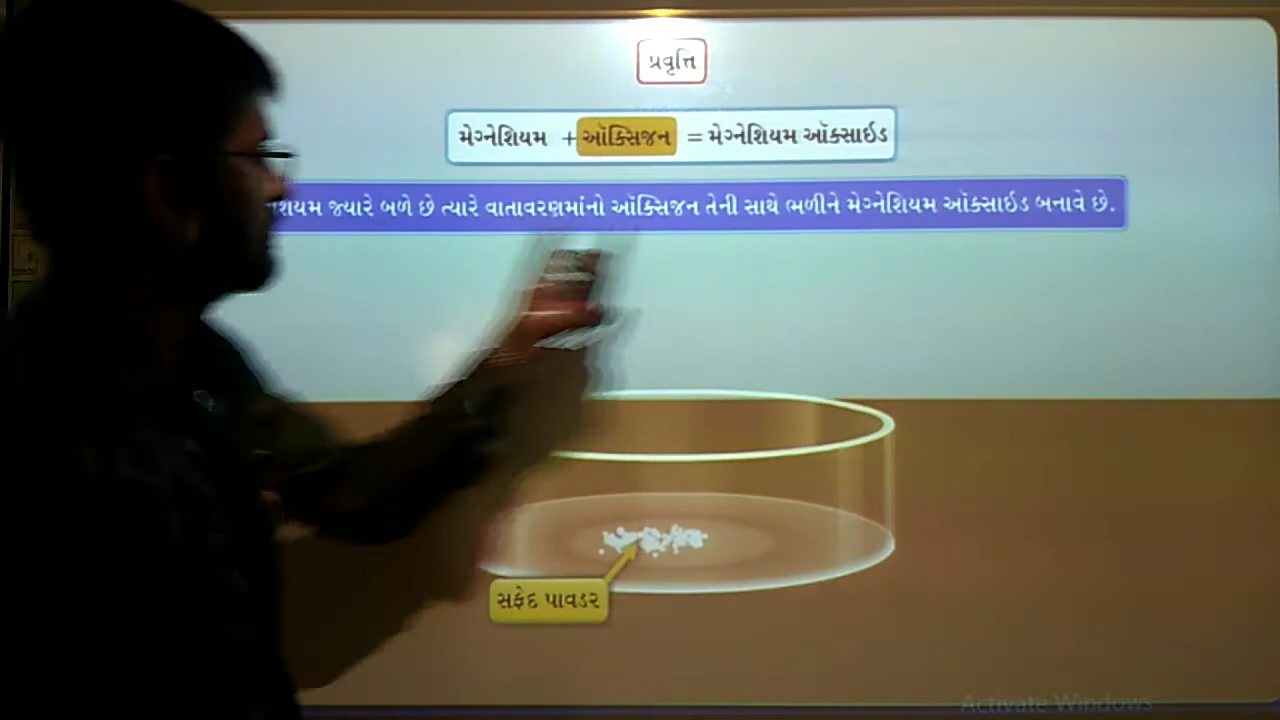 પ્રવૃત્તિ
મેગ્નેશિયમ + ઑક્સિજન = મેગ્નેશિયમ ઑક્સાઇડ
જ્યારે બળે છે ત્યારે વાતાવરણમાંનો ઑક્સિજન તેની સાથે ભળીને મેગ્નેશિયમ ઑક્સાઇડ બનાવે છે.
સફેદ પાવડર
Activate Windows